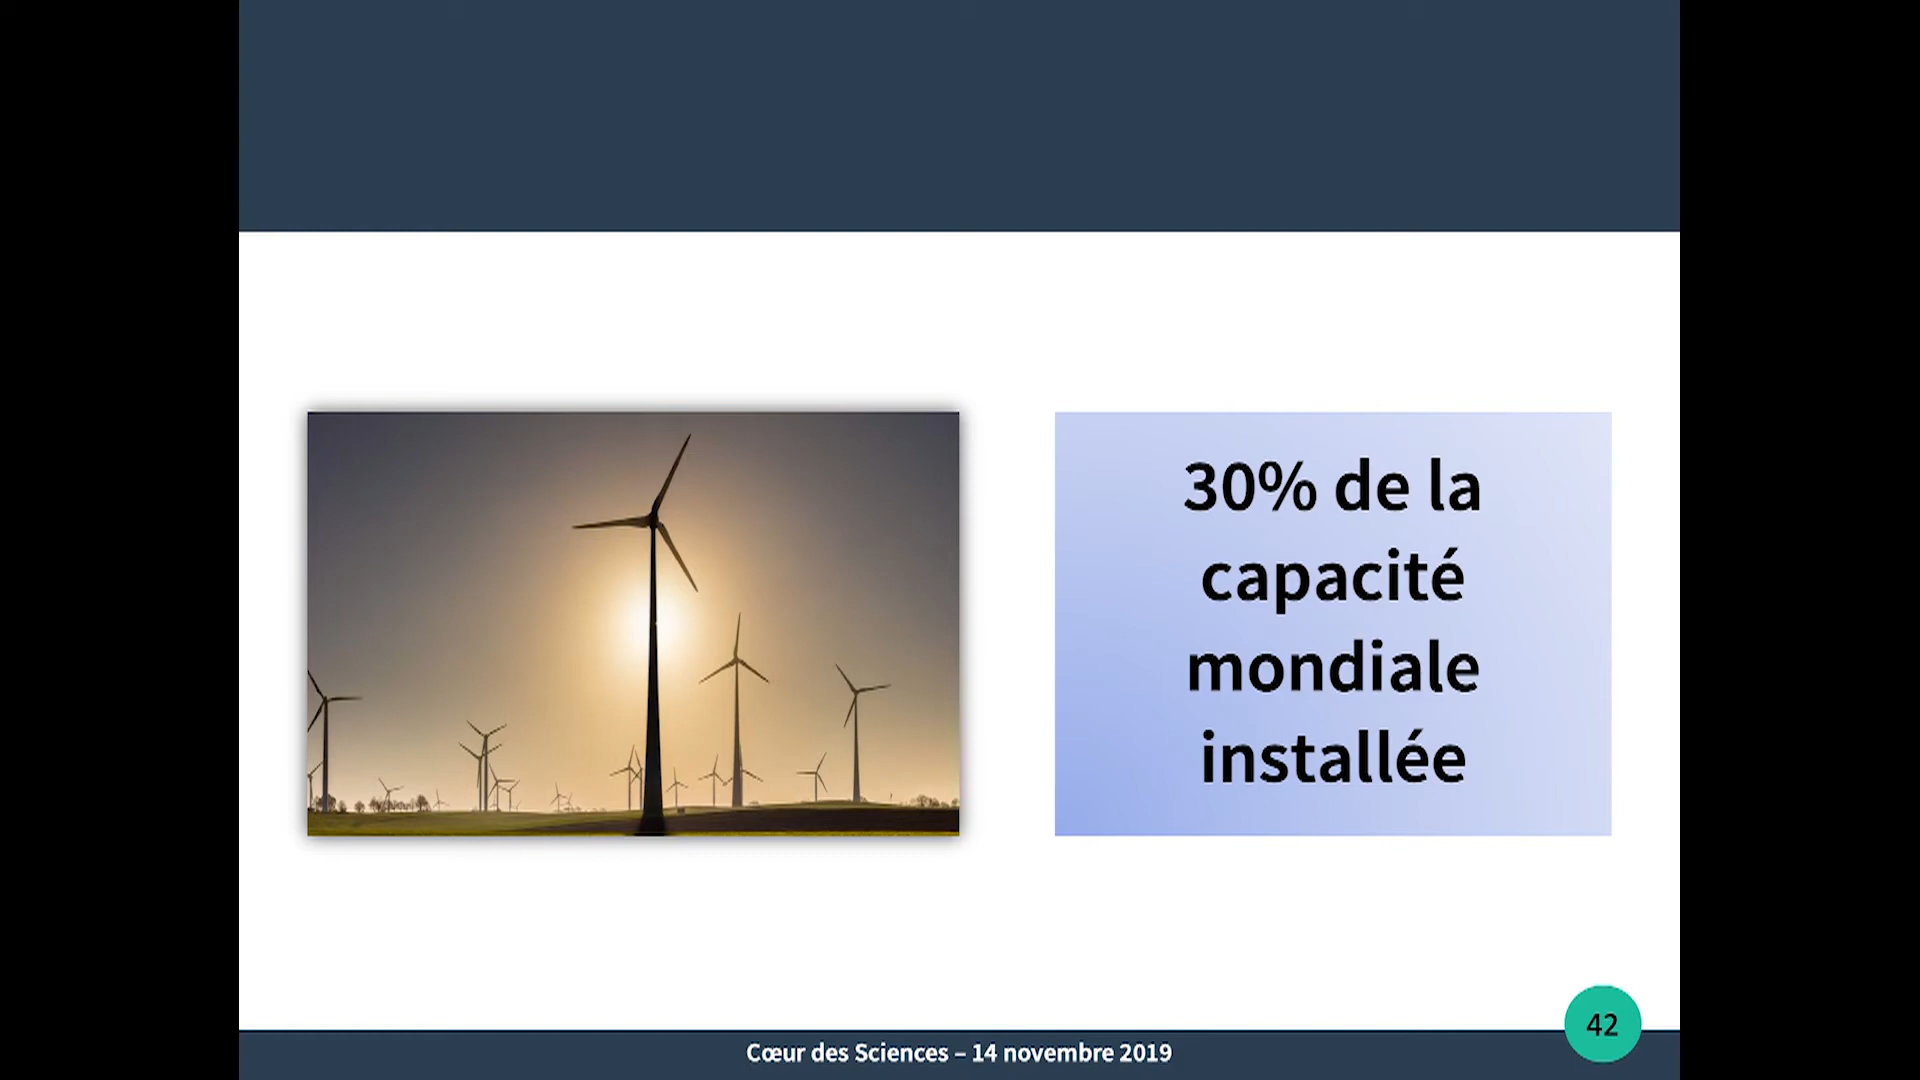 30% de la
capacité
mondiale
installée
42
Cœur des Sciences – 14 novembre 2019